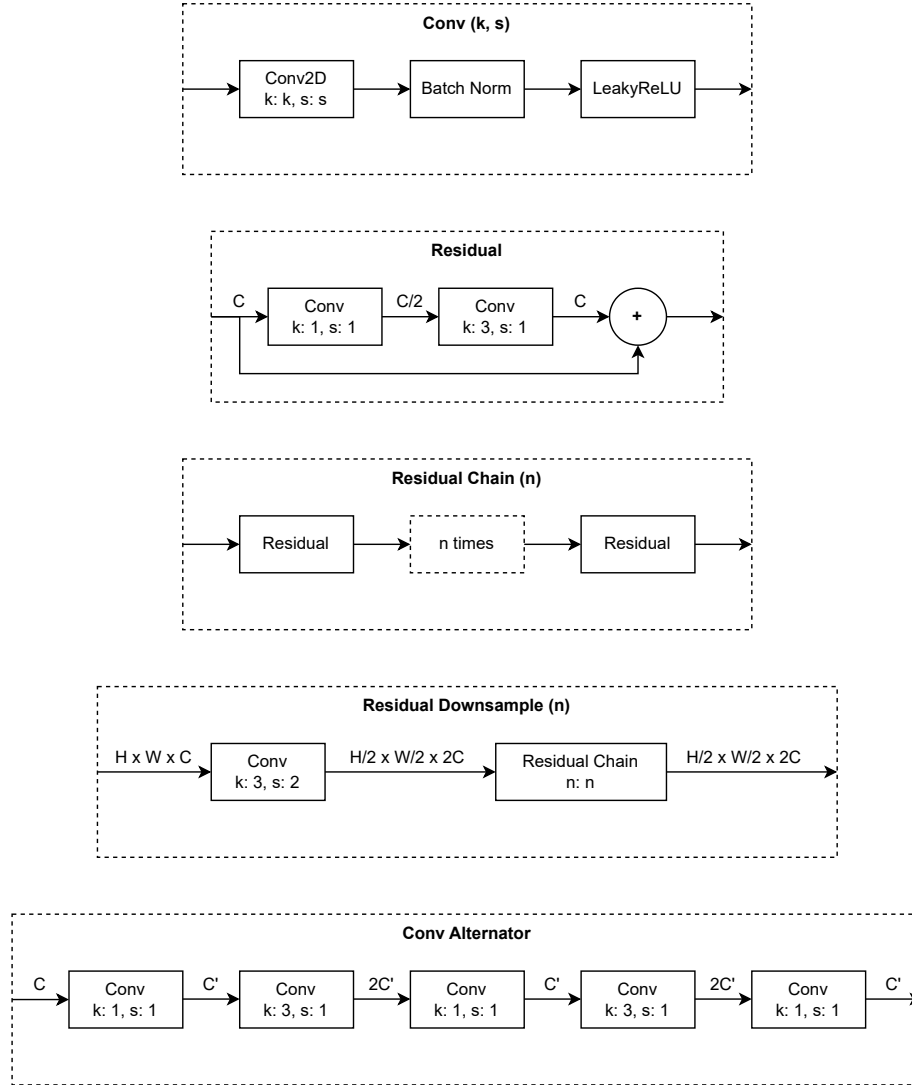 Conv (k, s)
Conv2D
k: k, s: s
Batch Norm
LeakyReLU
Residual
C
Conv
k: 1, s: 1
C/2
Conv
k: 3, s: 1
C
+
Residual Chain (n)
Residual
n times
Residual
Residual Downsample (n)
H x W x C
Conv
k: 3, s: 2
H/2 x W/2 x 2C
Residual Chain
n: n
H/2 x W/2 x 2C
Conv Alternator
C
Conv
k: 1, s: 1
C'
Conv
k: 3, s: 1
2C'
Conv
k: 1, s: 1
C'
Conv
k: 3, s: 1
2C'
Conv
k: 1, s: 1
C'